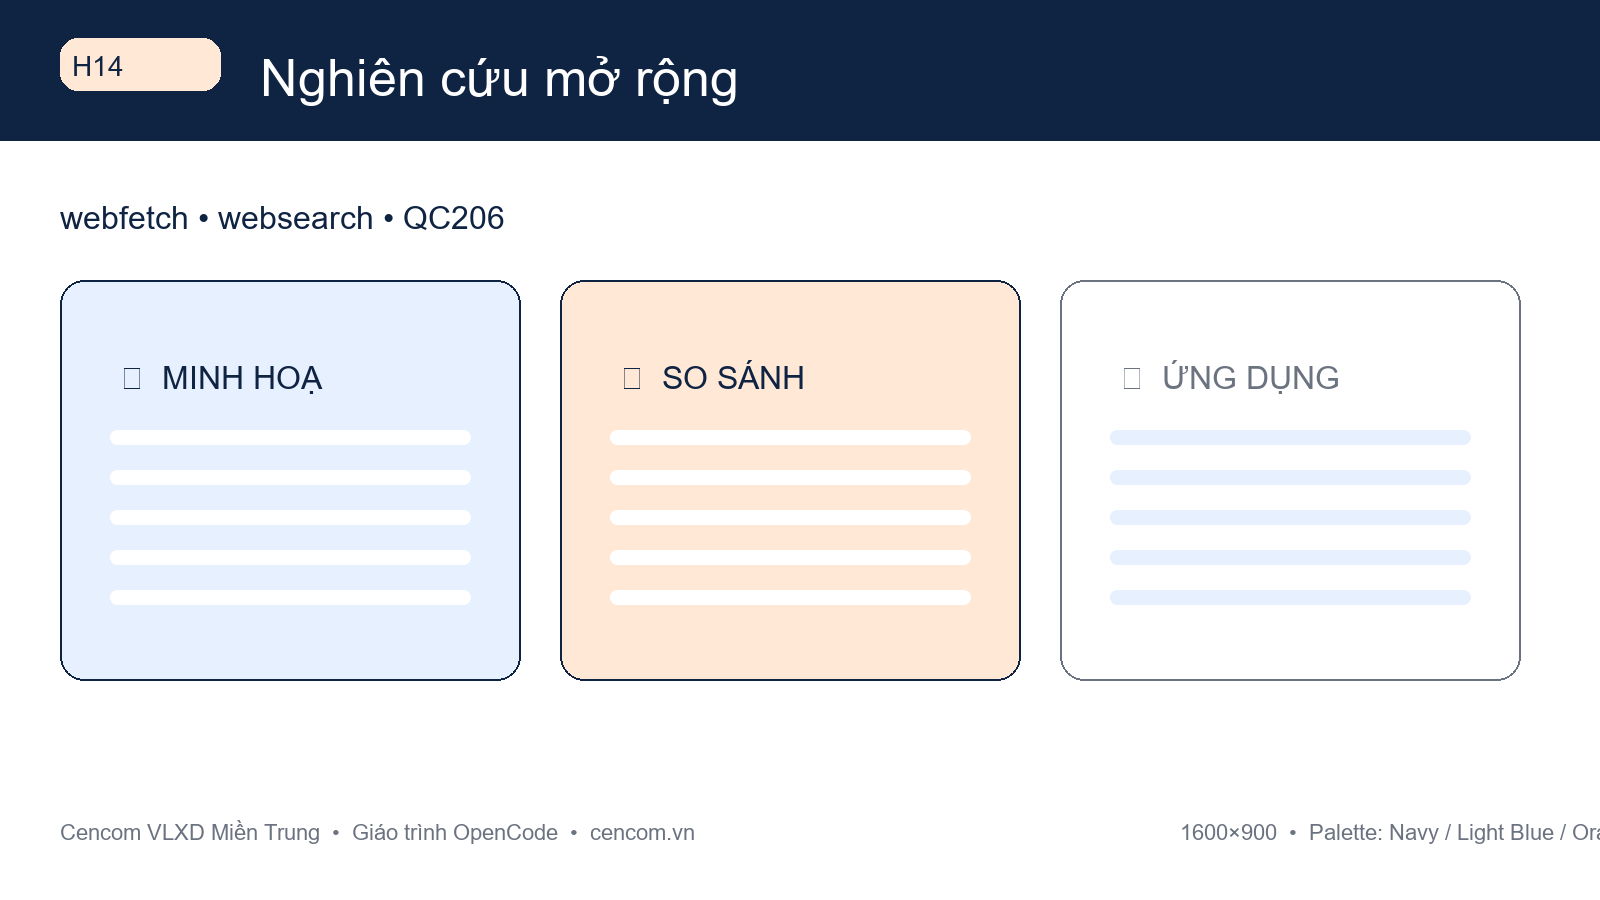 H14
Nghiên cứu mở rộng
webfetch • websearch • QC206
MINH HOẠ
SO SÁNH
ỨNG DỤNG
Cencom VLXD Miền Trung • Giáo trình OpenCode • cencom.vn
1600×900 • Palette: Navy / Light Blue / Ora